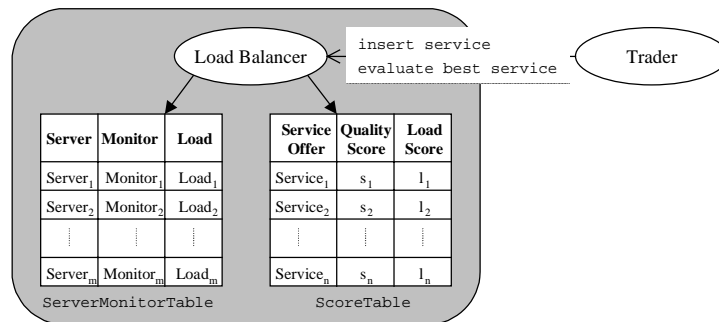 insert service
Load Balancer
Trader
evaluate best service
Server Monitor Load
Server1 Monitor1 Load1
Server2 Monitor2 Load2
Serverm Monitorm Loadm
ServerMonitorTable
Service Quality Load
Offer Score Score
Service1 s1 l1
Service2 s2 l2
Servicen sn ln
ScoreTable